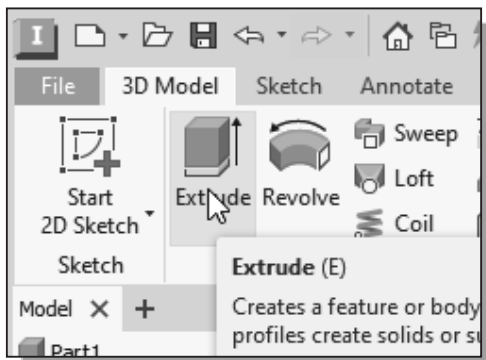 I
File 3D Model Sketch Annotate
Start
2D Sketch
Extrude
Revolve
Sweep
Loft
Coil
Sketch
Extrude (E)
Creates a feature or body
profiles create solids or
Model × +
Part1